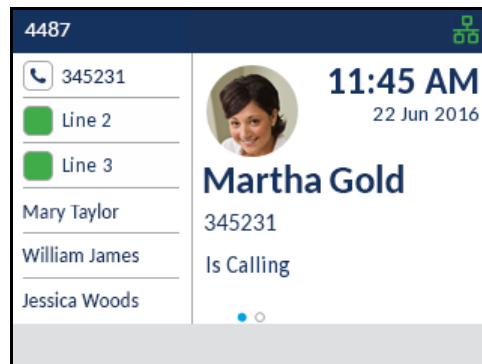 4487
345231
Line 2
Line 3
Mary Taylor
William James
Jessica Woods
11:45 AM
22 Jun 2016
Martha Gold
345231
Is Calling